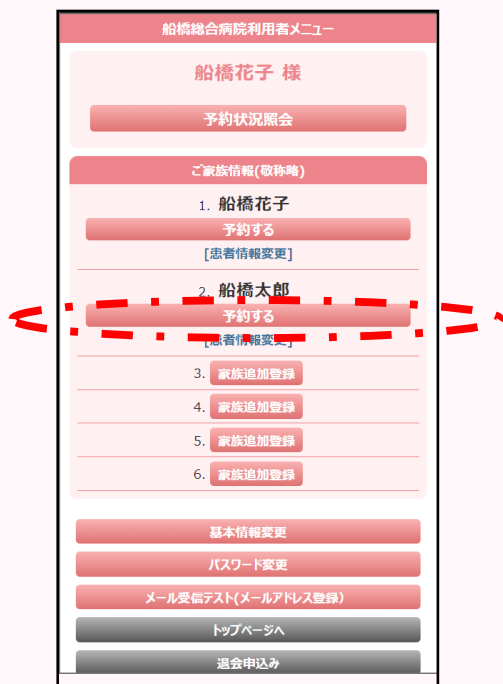 船橋総合病院利用者メニュー
船橋花子 様
予約状況照会
ご家族情報(敬称略)
1. 船橋花子
予約する
[患者情報変更]
2. 船橋太郎
予約する
[患者情報変更]
3. 家族追加登録
4. 家族追加登録
5. 家族追加登録
6. 家族追加登録
基本情報変更
パスワード変更
メール受信テスト(メールアドレス登録)
トップページへ
退会申込み